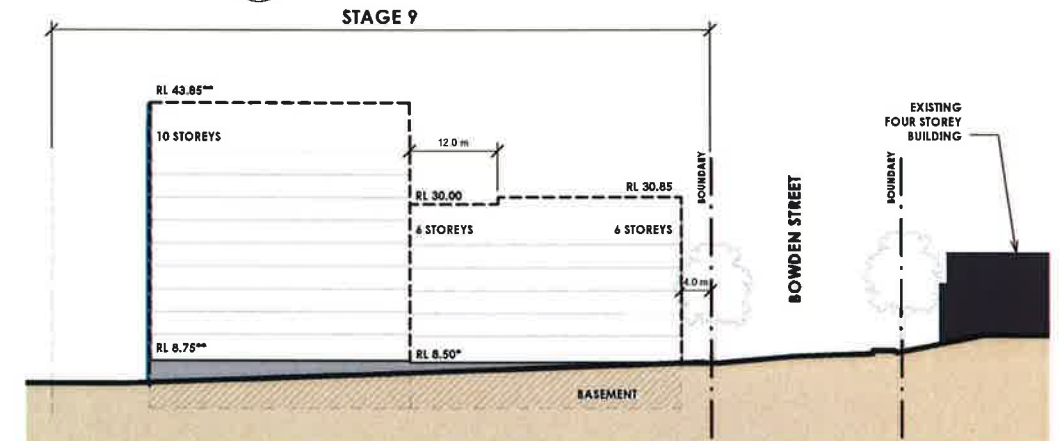 STAGE 9
RL 43.85**
10 STOREYS
EXISTING
FOUR STOREY
BUILDING
12.0 m
BOUNDARY
BOUNDARY
BOWDEN STREET
RL 30.00
RL 30.85
6 STOREYS
6 STOREYS
4.0 m
RL 8.75**
RL 8.50*
BASEMENT